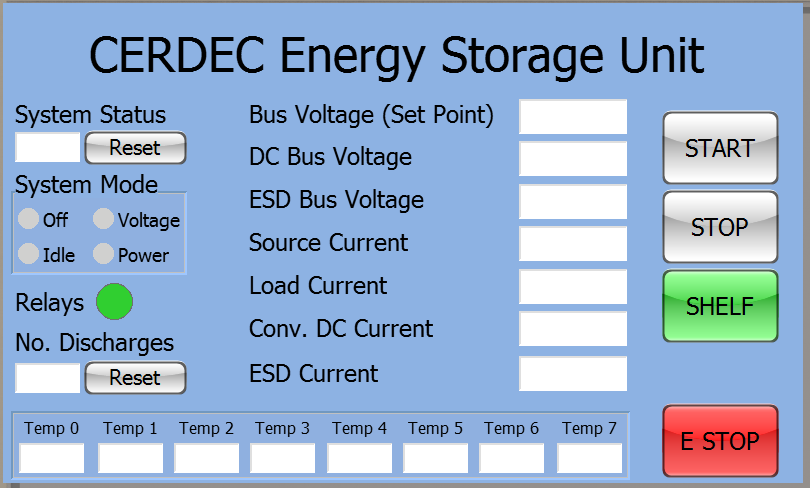 CERDEC Energy Storage Unit
System Status
Reset
System Mode
Off
Voltage
Idle
Power
Relays
No. Discharges
Reset
Bus Voltage (Set Point)
DC Bus Voltage
ESD Bus Voltage
Source Current
Load Current
Conv. DC Current
ESD Current
START
STOP
SHELF
E STOP
Temp 0 Temp 1 Temp 2 Temp 3 Temp 4 Temp 5 Temp 6 Temp 7